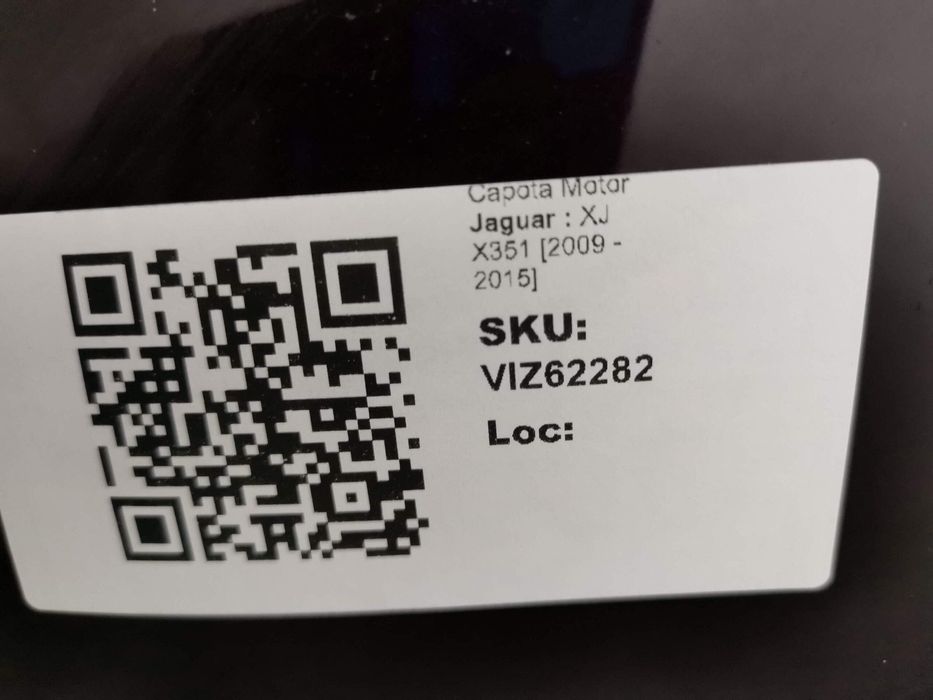 Capota Motor
Jaguar : XJ
X351 [2009 -
2015]
SKU:
VIZ62282
Loc: